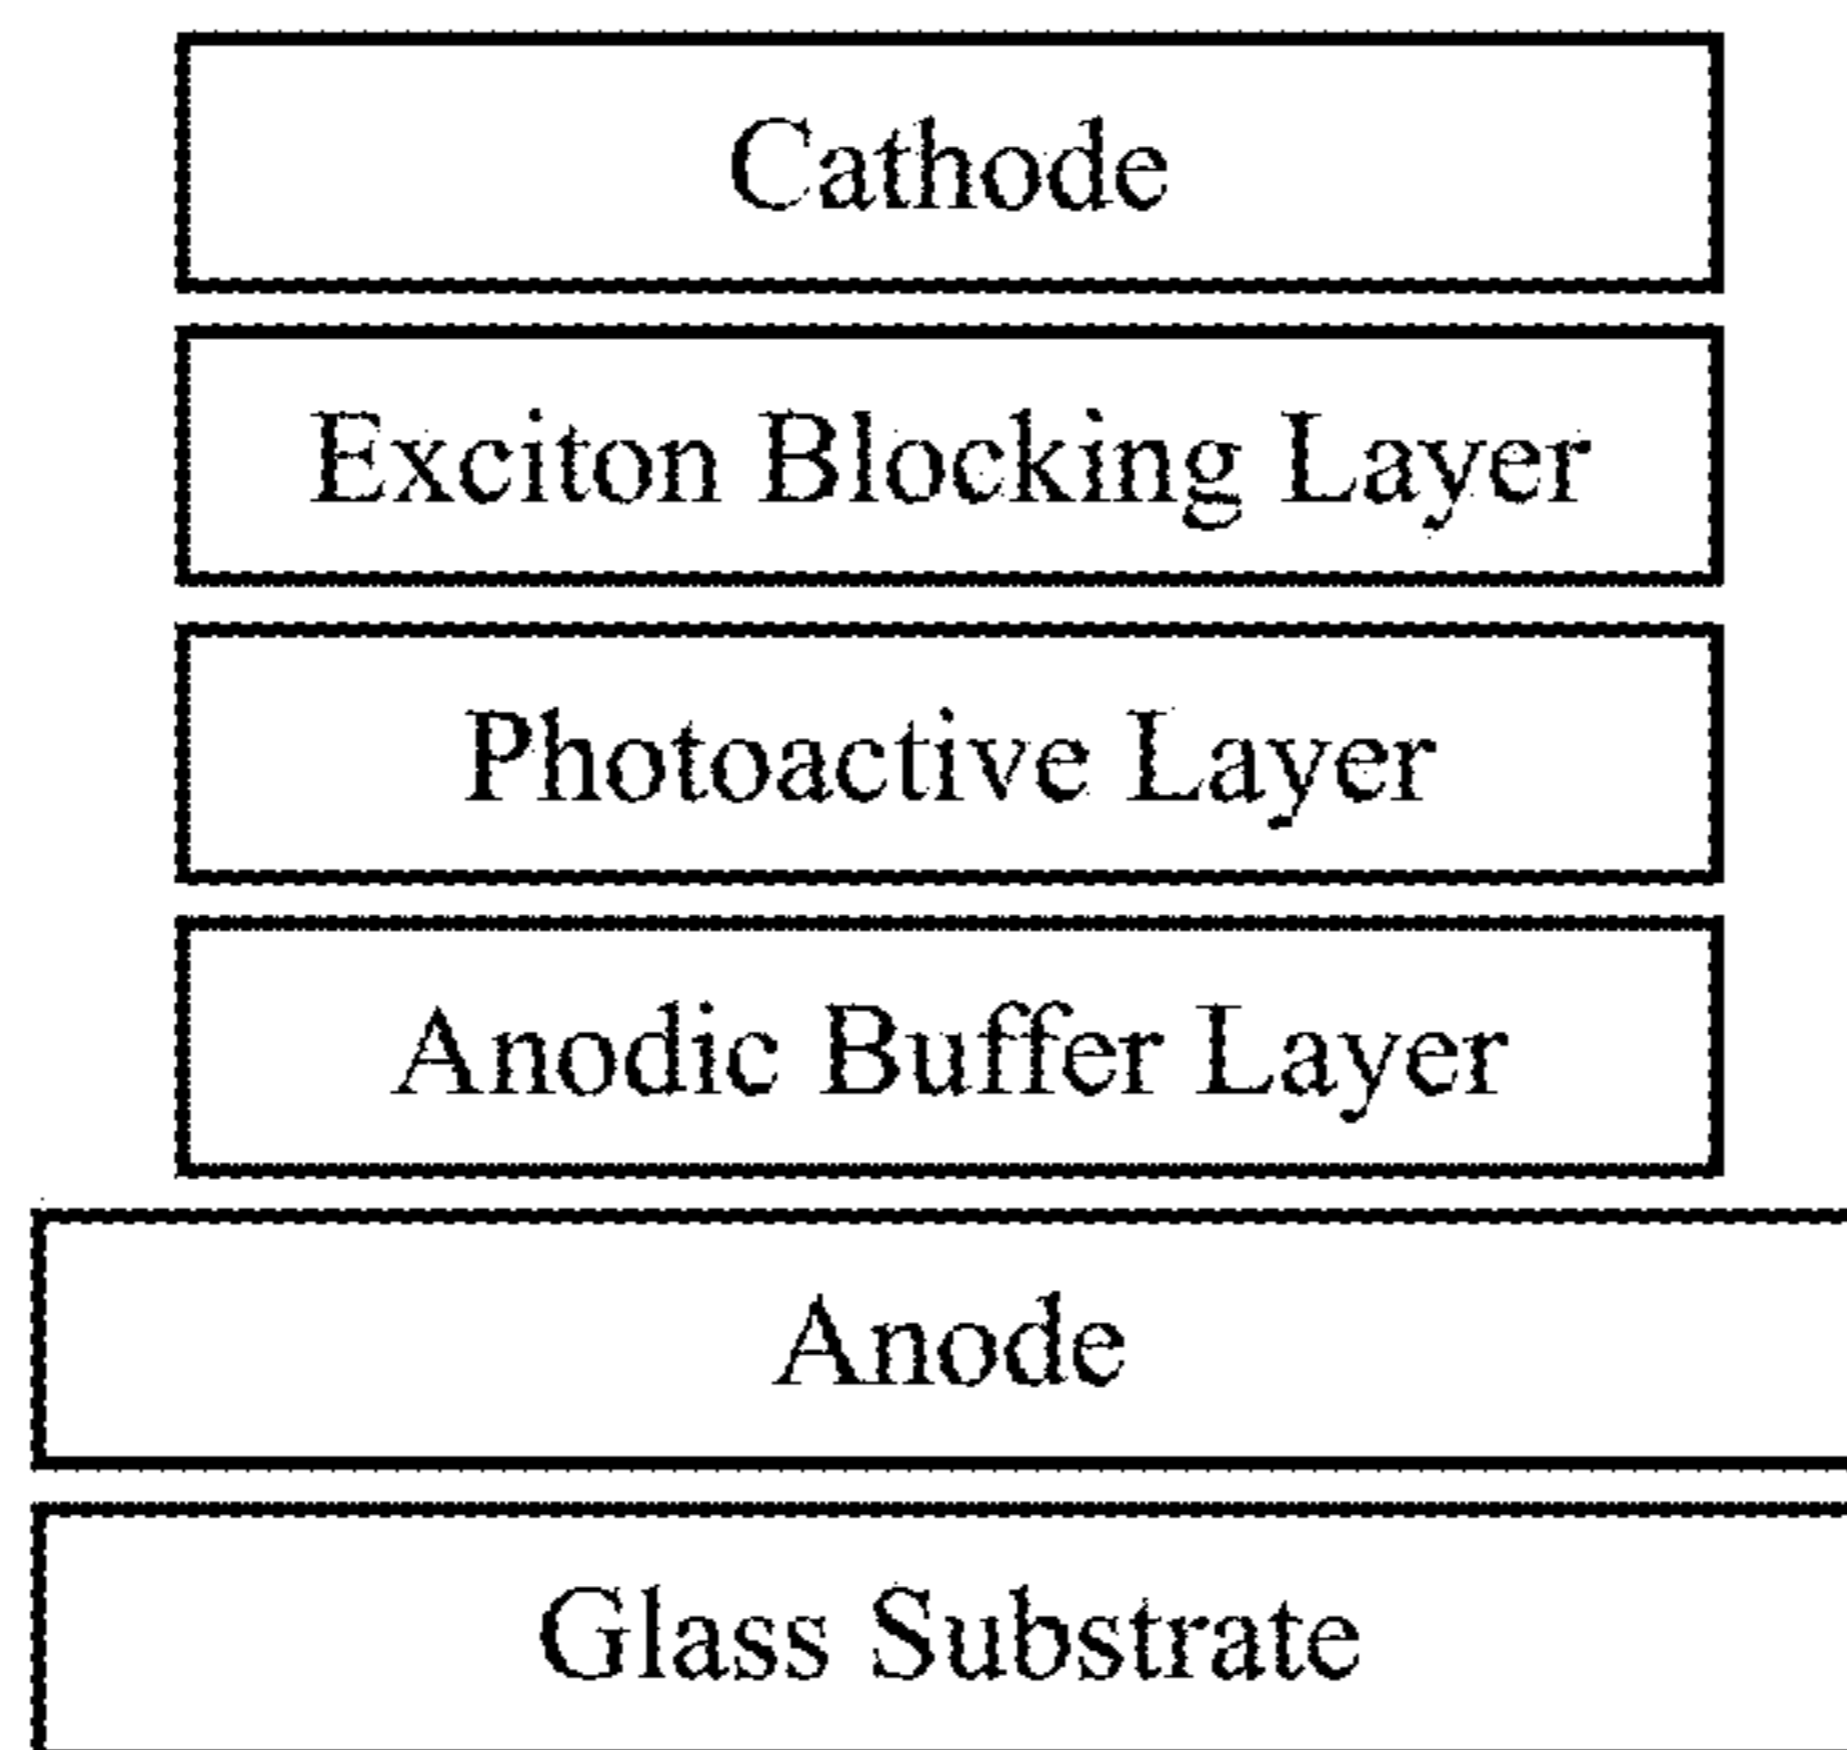 Cathode
Exciton Blocking Layer
Photoactive Layer
Anodic Buffer Layer
Anode
Glass Substrate